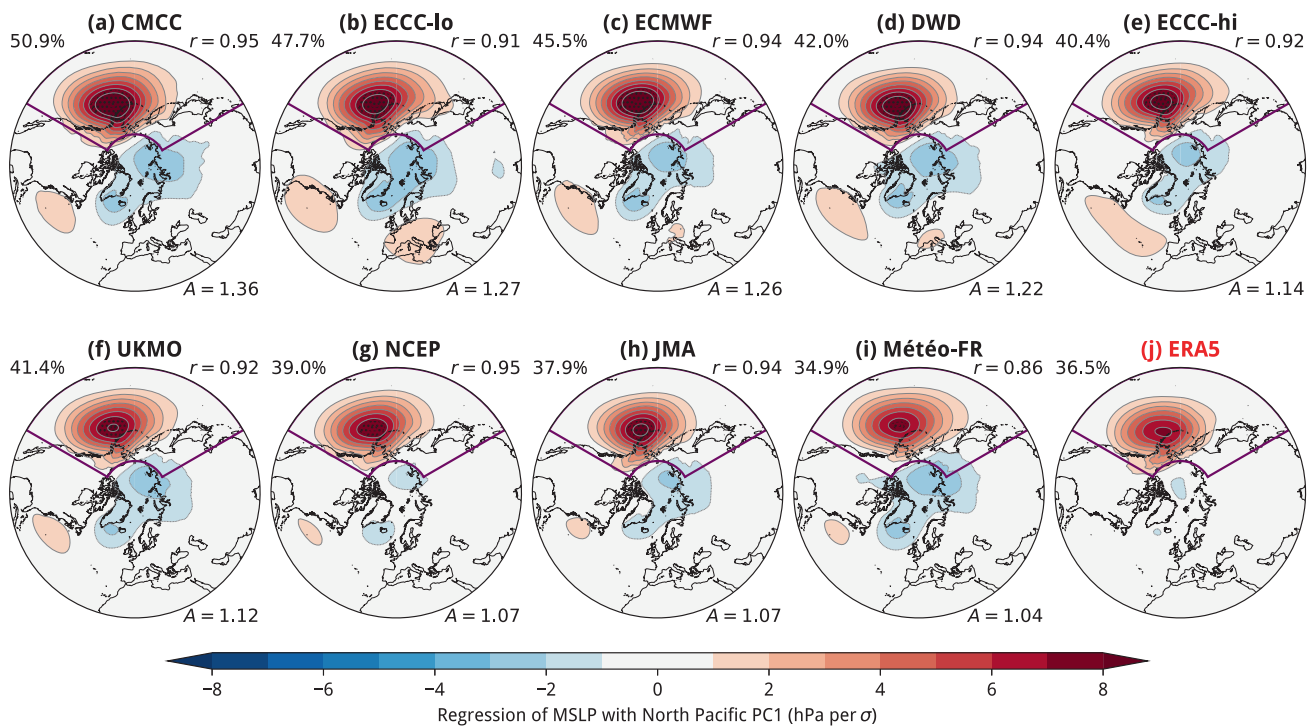 (a) CMCC
50.9%
r = 0.95
A = 1.36
(b) ECCC-lo
47.7%
r = 0.91
A = 1.27
(c) ECMWF
45.5%
r = 0.94
A = 1.26
(d) DWD
42.0%
r = 0.94
A = 1.22
(e) ECCC-hi
40.4%
r = 0.92
A = 1.14
(f) UKMO
41.4%
r = 0.92
A = 1.12
(g) NCEP
39.0%
r = 0.95
A = 1.07
(h) JMA
37.9%
r = 0.94
A = 1.07
(i) Météo-FR
34.9%
r = 0.86
A = 1.04
(j) ERA5
36.5%
−8 −6 −4 −2 0 2 4 6 8
Regression of MSLP with North Pacific PC1 (hPa per σ)